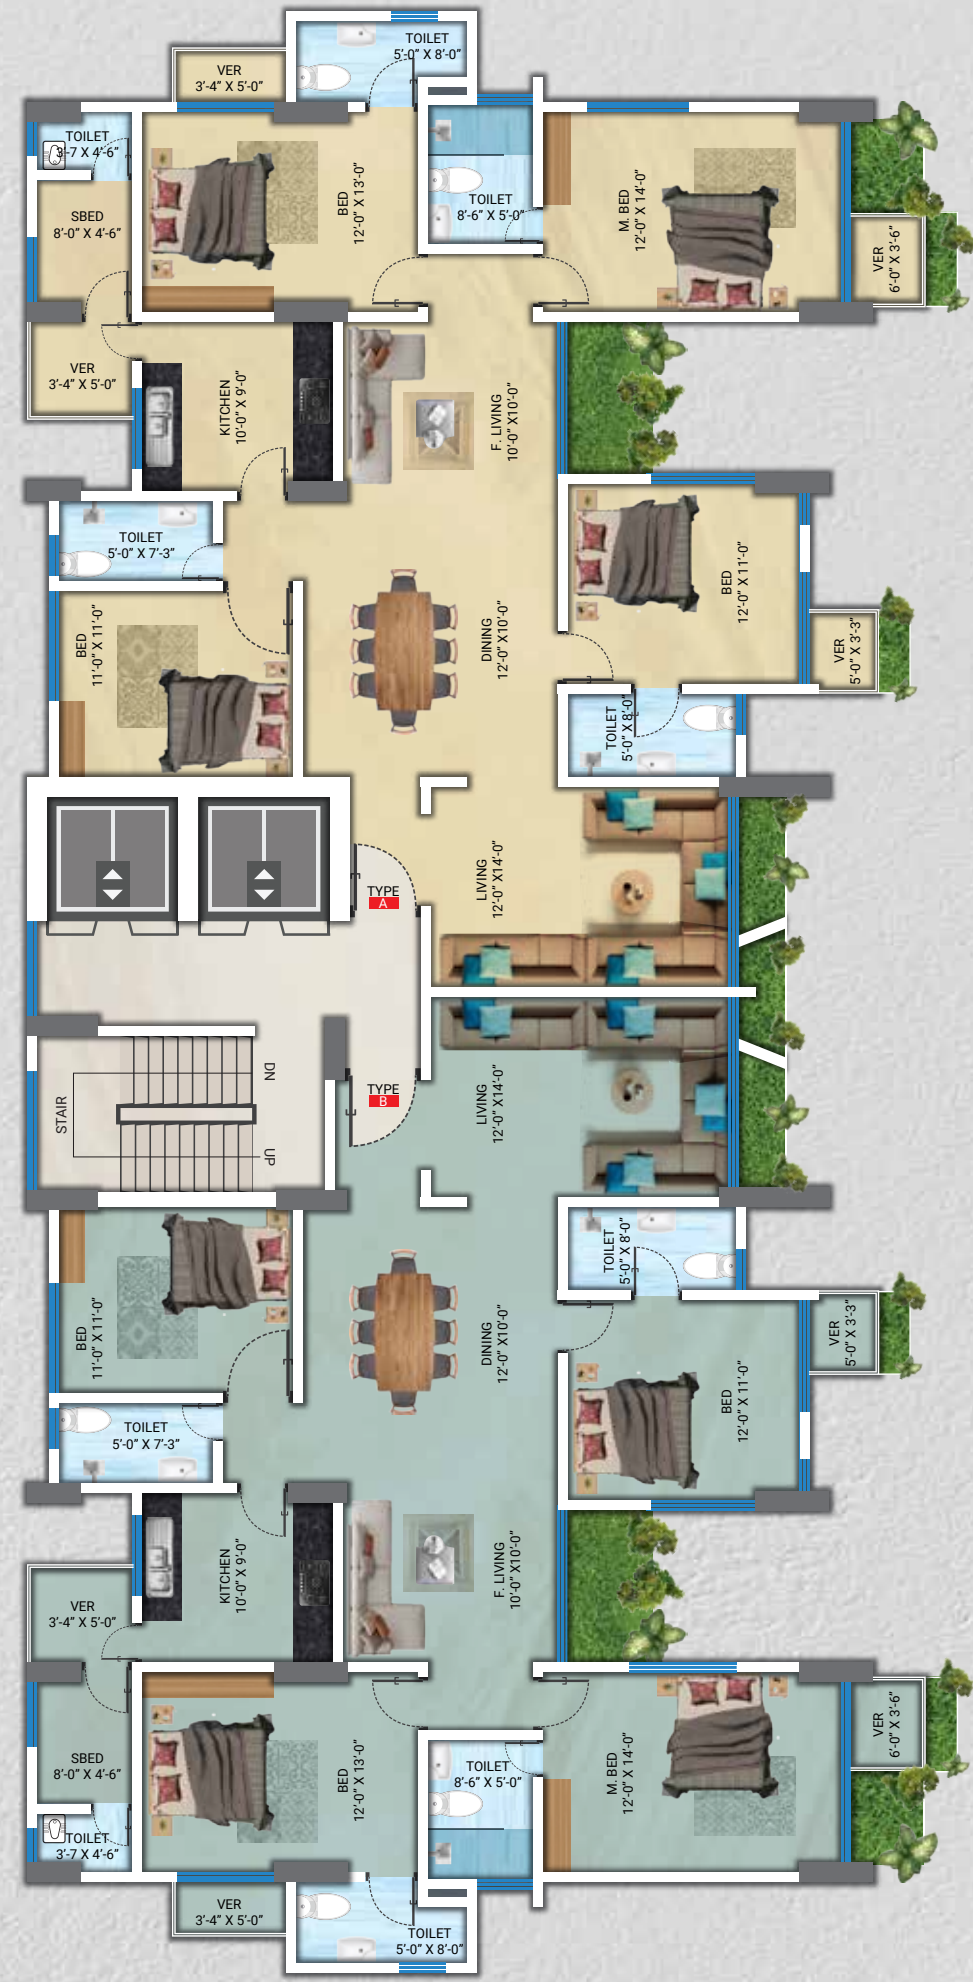 TOILET
5'-0” X 8'-0”
VER
3'-4” X 5'-0”
TOILET
3'-7 X 4'-6”
SBED
8'-0” X 4'-6”
BED
12'-0” X 13'-0”
TOILET
8'-6” X 5'-0”
M. BED
12'-0” X 14'-0”
VER
6'-0” X 3'-6”
VER
3'-4” X 5'-0”
KITCHEN
10'-0” X 9'-0”
F. LIVING
10'-0” X10'-0”
TOILET
5'-0” X 7'-3”
BED
11'-0” X 11'-0”
DINING
12'-0” X10'-0”
BED
12'-0” X 11'-0”
VER
5'-0” X 3'-3”
TOILET
5'-0” X 8'-0”
TYPE
A
LIVING
12'-0” X14'-0”
STAIR
DN
UP
TYPE
B
LIVING
12'-0” X14'-0”
BED
11'-0” X 11'-0”
TOILET
5'-0” X 7'-3”
DINING
12'-0” X10'-0”
TOILET
5'-0” X 8'-0”
VER
5'-0” X 3'-3”
BED
12'-0” X 11'-0”
KITCHEN
10'-0” X 9'-0”
F. LIVING
10'-0” X10'-0”
VER
3'-4” X 5'-0”
SBED
8'-0” X 4'-6”
TOILET
3'-7 X 4'-6”
BED
12'-0” X 13'-0”
TOILET
8'-6” X 5'-0”
M. BED
12'-0” X 14'-0”
VER
6'-0” X 3'-6”
VER
3'-4” X 5'-0”
TOILET
5'-0” X 8'-0”